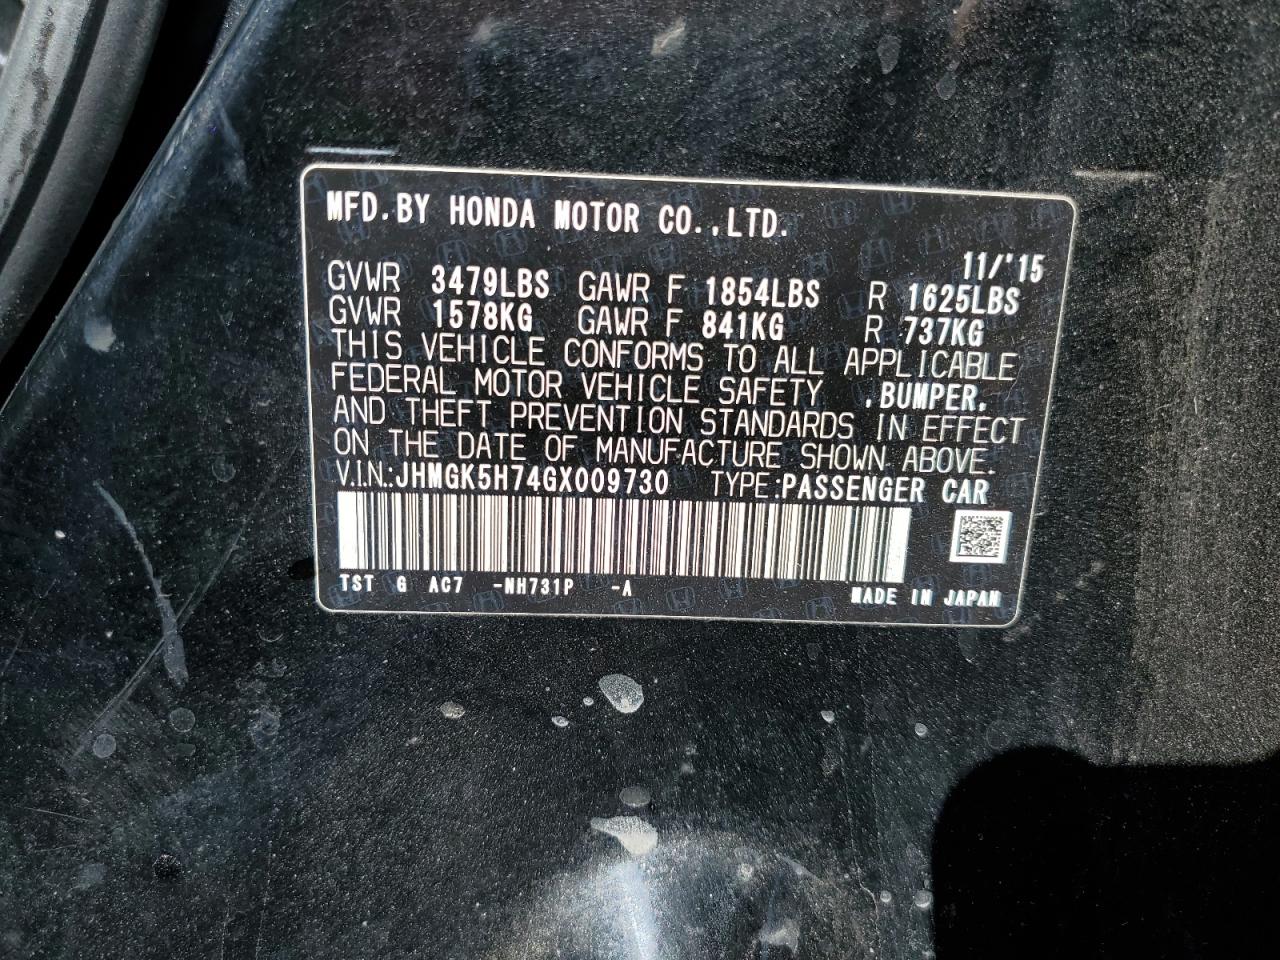 MFD. BY HONDA MOTOR CO., LTD.
11/'15
GVWR 3479LBS GAWR F 1854LBS R 1625LBS
GVWR 1578KG GAWR F 841KG R 737KG
THIS VEHICLE CONFORMS TO ALL APPLICABLE
FEDERAL MOTOR VEHICLE SAFETY , BUMPER,
AND THEFT PREVENTION STANDARDS IN EFFECT
ON THE DATE OF MANUFACTURE SHOWN ABOVE.
V.I.N.:JHMGK5H74GX009730 TYPE:PASSENGER CAR
TST G AC7 -NH731P -A
MADE IN JAPAN